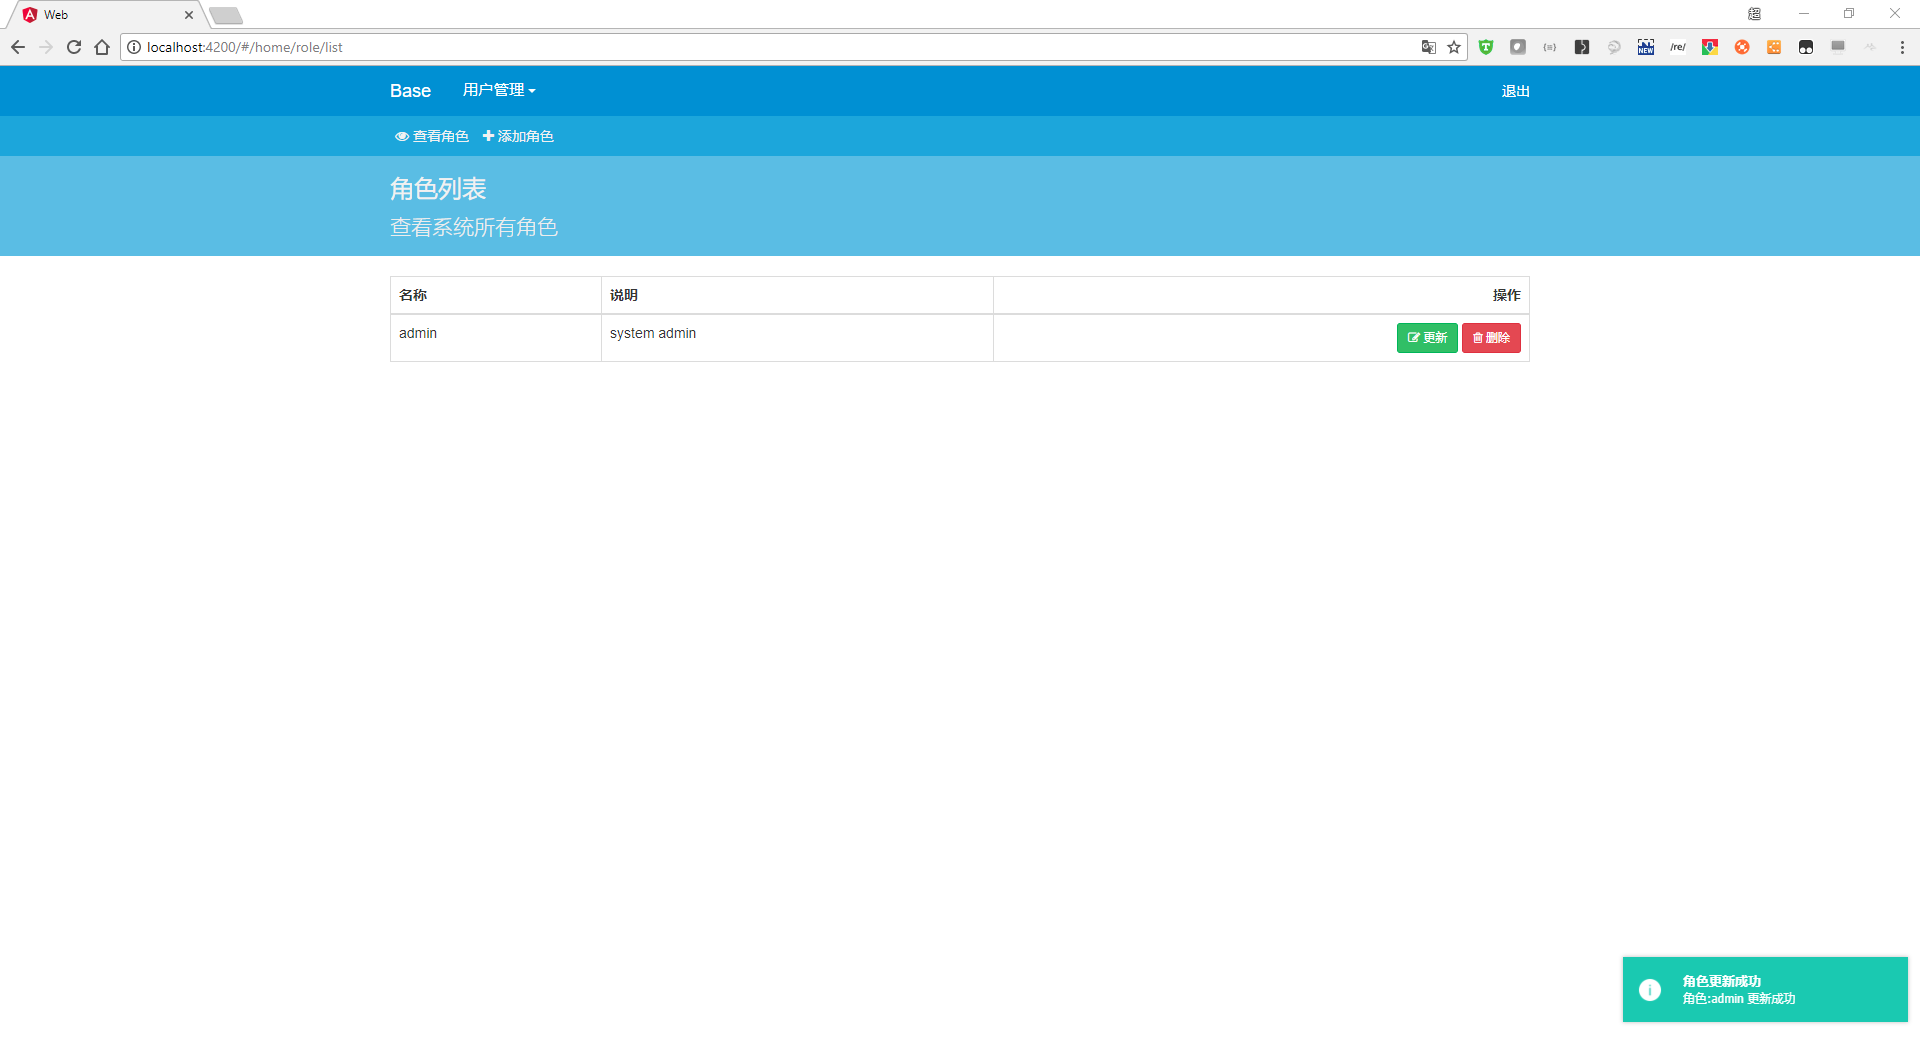 Web
超
localhost:4200/#/home/role/list
/re/
NEW
Base 用户管理 退出
查看角色 添加角色
角色列表
查看系统所有角色
名称 说明 操作
admin system admin 更新 删除
角色更新成功
角色:admin 更新成功